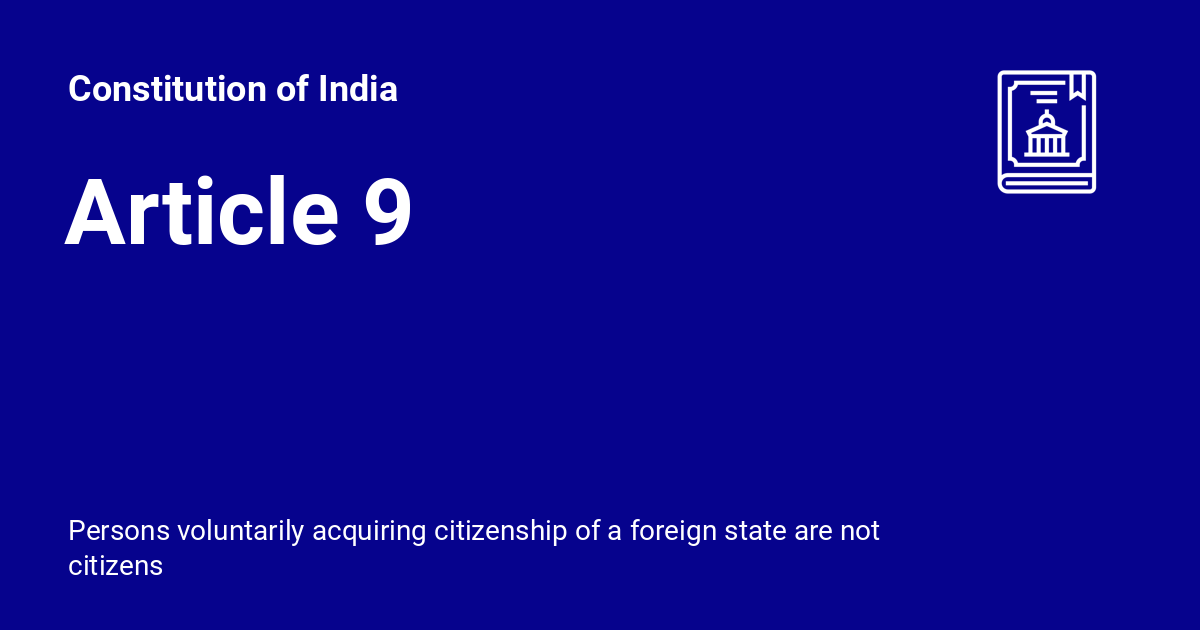 Constitution of India
Article 9
Persons voluntarily acquiring citizenship of a foreign state are not
citizens